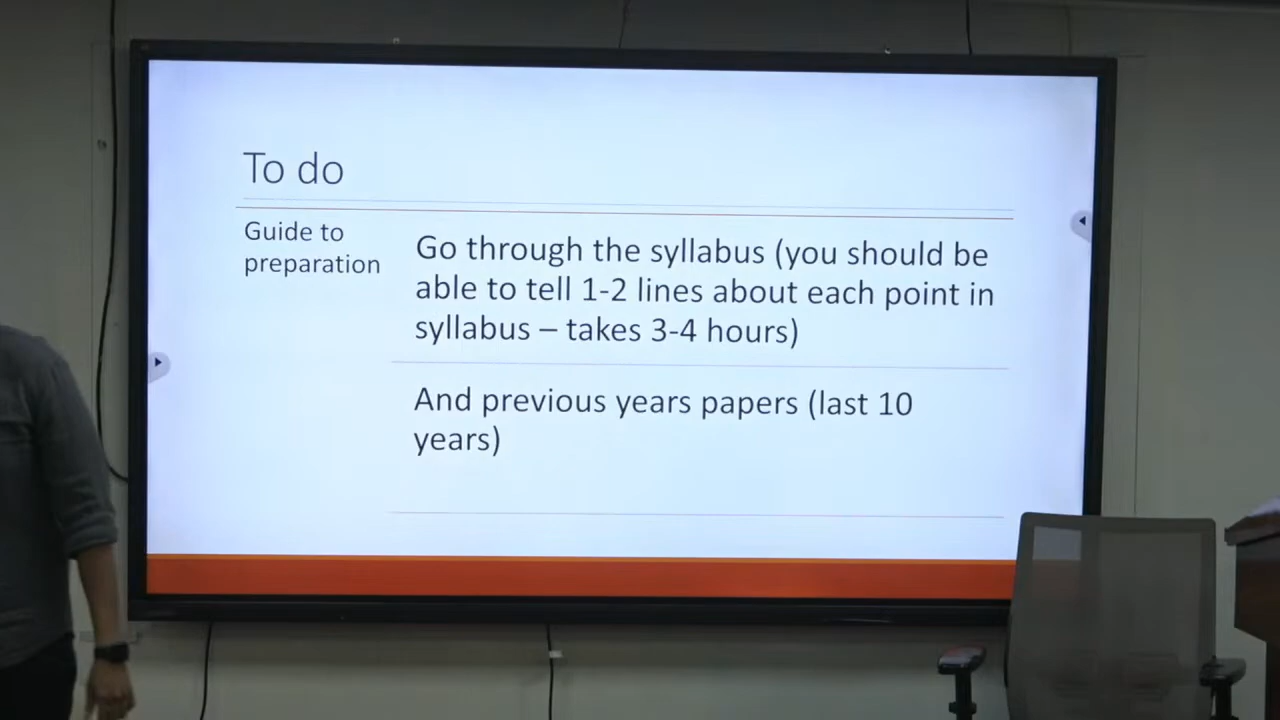 To do
Guide to
preparation
Go through the syllabus (you should be
able to tell 1-2 lines about each point in
syllabus – takes 3-4 hours)
And previous years papers (last 10
years)